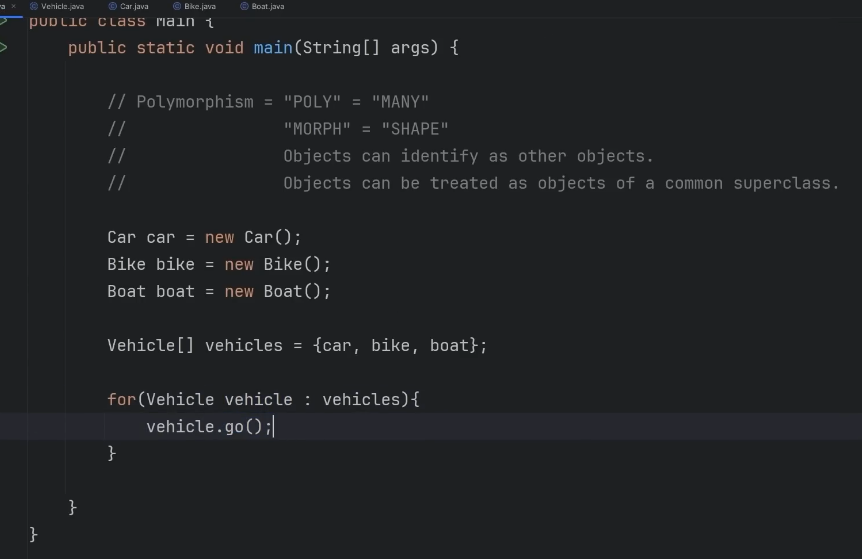 Vehicle.java Car.java Bike.java Boat.java
public class Main {
public static void main(String[] args) {
// Polymorphism = "POLY" = "MANY"
// "MORPH" = "SHAPE"
// Objects can identify as other objects.
// Objects can be treated as objects of a common superclass.
Car car = new Car();
Bike bike = new Bike();
Boat boat = new Boat();
Vehicle[] vehicles = {car, bike, boat};
for(Vehicle vehicle : vehicles){
vehicle.go();
}
}
}